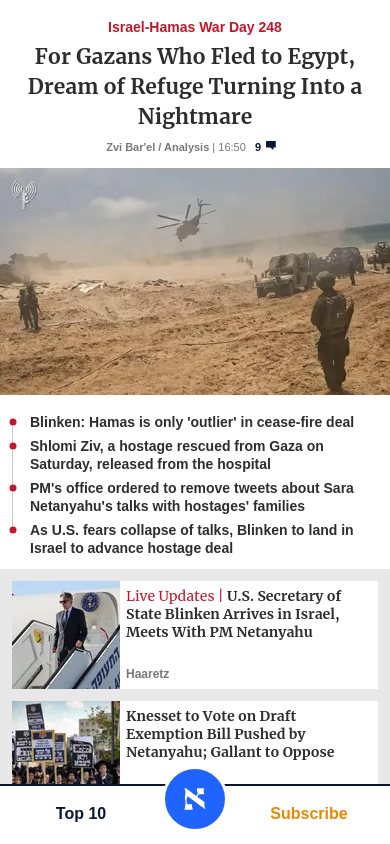 Israel-Hamas War Day 248
For Gazans Who Fled to Egypt,
Dream of Refuge Turning Into a
Nightmare
Zvi Bar'el / Analysis | 16:50 9
Blinken: Hamas is only 'outlier' in cease-fire deal
Shlomi Ziv, a hostage rescued from Gaza on
Saturday, released from the hospital
PM's office ordered to remove tweets about Sara
Netanyahu's talks with hostages' families
As U.S. fears collapse of talks, Blinken to land in
Israel to advance hostage deal
Live Updates | U.S. Secretary of
State Blinken Arrives in Israel,
Meets With PM Netanyahu
Haaretz
Knesset to Vote on Draft
Exemption Bill Pushed by
Netanyahu; Gallant to Oppose
Top 10
א
Subscribe